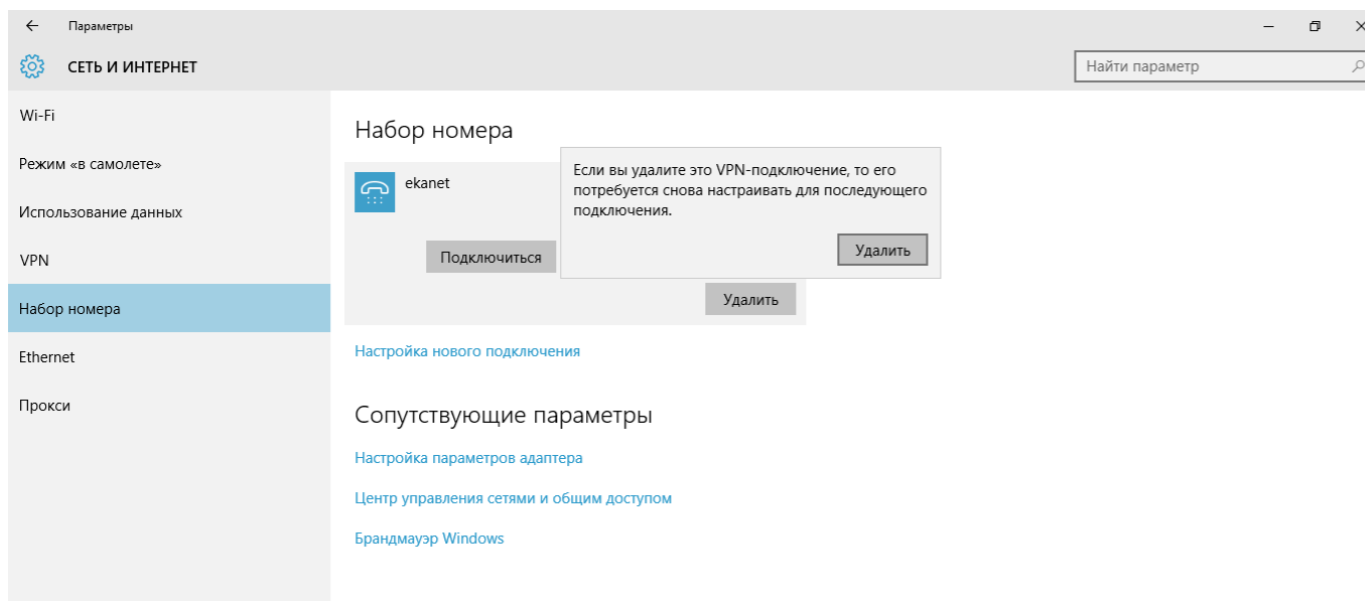 Параметры
СЕТЬ И ИНТЕРНЕТ
Найти параметр
Wi-Fi
Режим «в самолете»
Использование данных
VPN
Набор номера
Ethernet
Прокси
Набор номера
ekanet
Подключиться
Если вы удалите это VPN-подключение, то его
потребуется снова настраивать для последующего
подключения.
Удалить
Удалить
Настройка нового подключения
Сопутствующие параметры
Настройка параметров адаптера
Центр управления сетями и общим доступом
Брандмауэр Windows